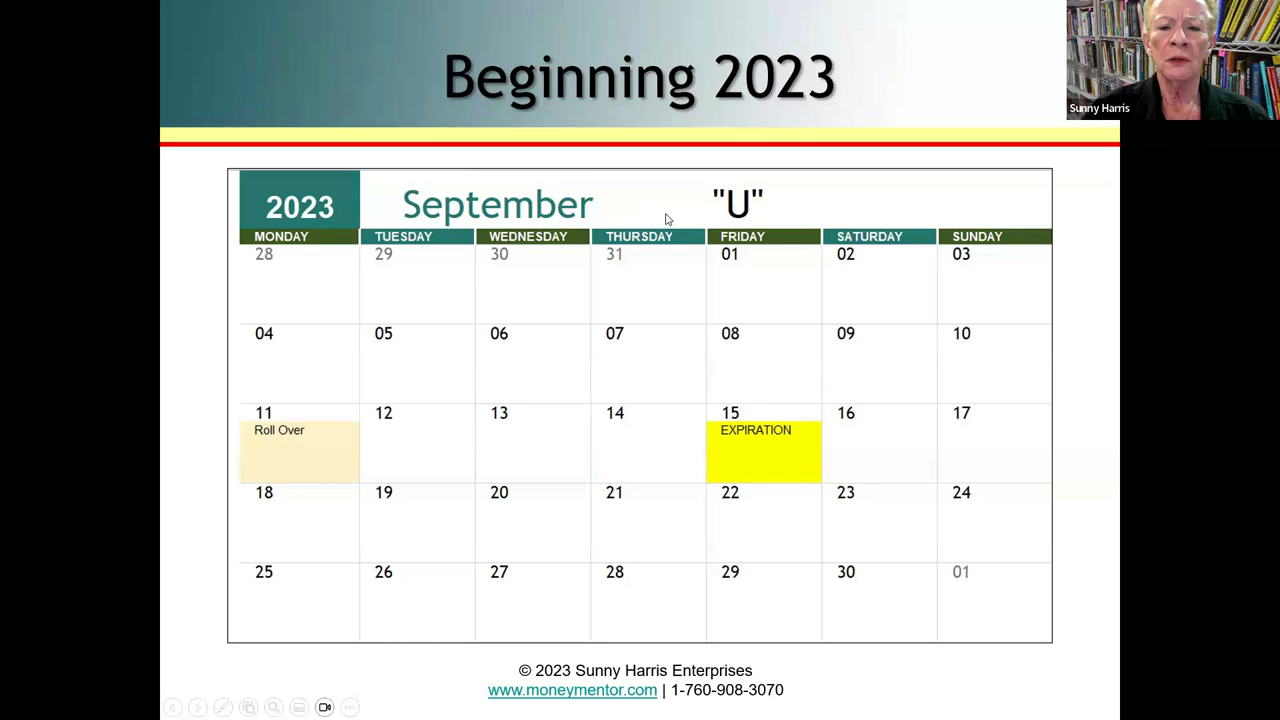 Beginning 2023
Sunny Harris
2023 September "U"
MONDAY TUESDAY WEDNESDAY THURSDAY FRIDAY SATURDAY SUNDAY
28 29 30 31 01 02 03
04 05 06 07 08 09 10
11 12 13 14 15 16 17
Roll Over EXPIRATION
18 19 20 21 22 23 24
25 26 27 28 29 30 01
© 2023 Sunny Harris Enterprises
www.moneymentor.com | 1-760-908-3070